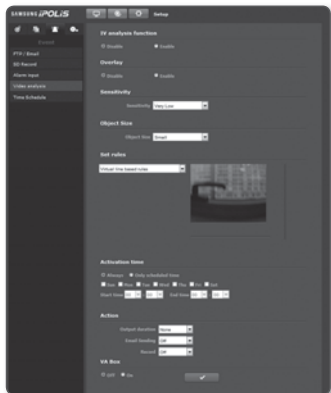 SAMSUNG iPOLiS
Setup
Event
FTP / Email
SD Record
Alarm input
Video analysis
Time Schedule
IV analysis function
Disable Enable
Overlay
Disable Enable
Sensitivity
Sensitivity Very Low
Object Size
Object Size Small
Set rules
Virtual line based rules
Activation time
Always Only scheduled time
Sun Mon Tue Wed Thu Fri Sat
Start time End time
Action
Output duration None
Email Sending Off
Record Off
VA Box
Off On